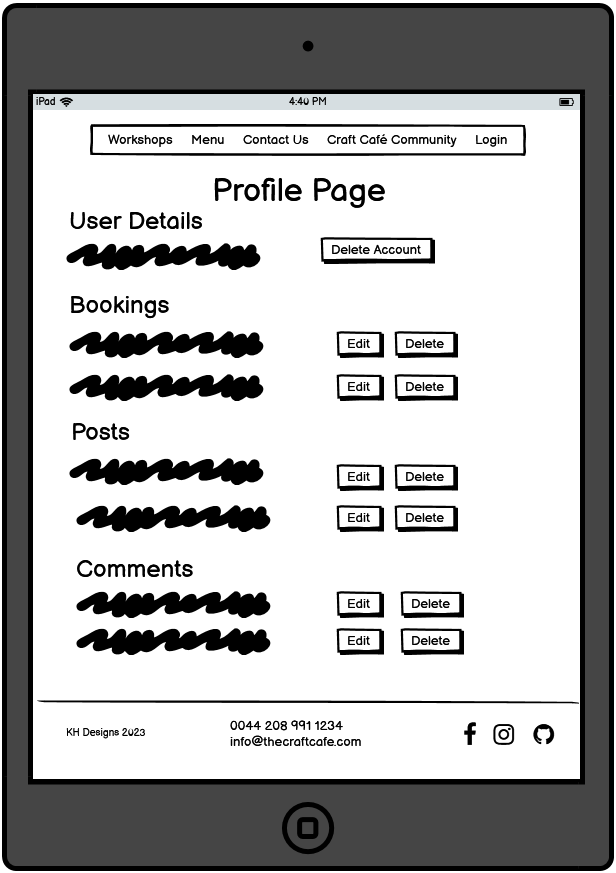 iPad 4:40 PM
Workshops Menu Contact Us Craft Café Community Login
Profile Page
User Details
Delete Account
Bookings
Edit Delete
Edit Delete
Posts
Edit Delete
Edit Delete
Comments
Edit Delete
Edit Delete
KH Designs 2023
0044 208 991 1234
info@thecraftcafe.com